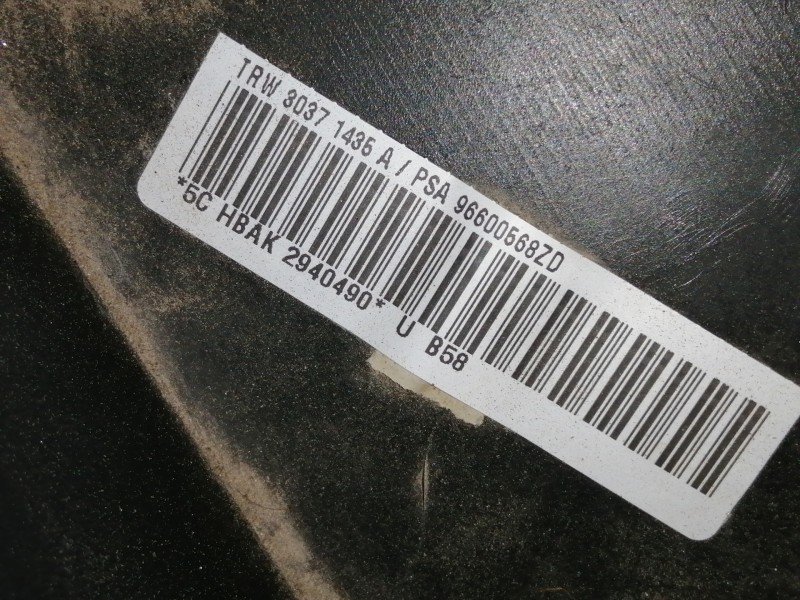 TRW 3037 1435 A / PSA 96600568ZD
*5C HBAK 2940490* U B58